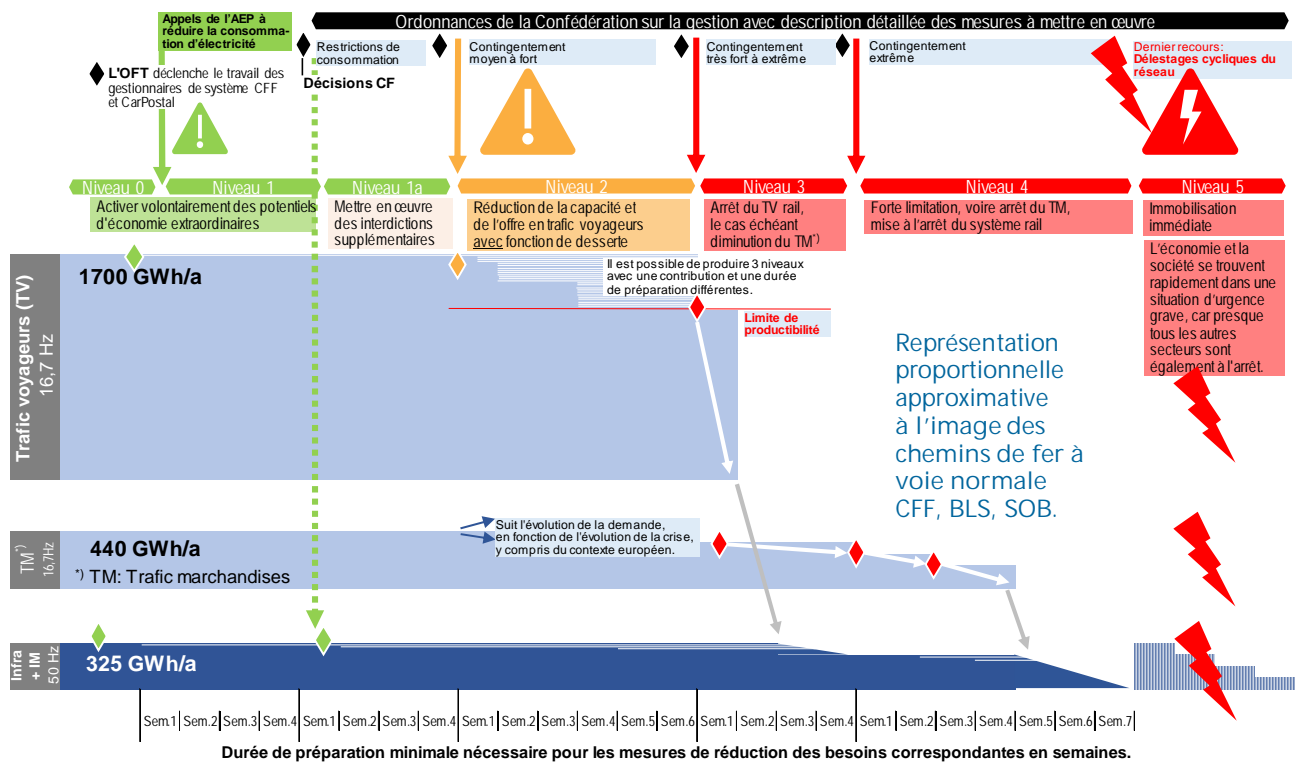 Appels de l'AEP à
réduire la consomma-
tion d'électricité
Ordonnances de la Confédération sur la gestion avec description détaillée des mesures à mettre en œuvre
L'OFT déclenche le travail des
gestionnaires de système CFF
et CarPostal
Restrictions de
consommation
Décisions CF
Contingentement
moyen à fort
Contingentement
très fort à extrême
Contingentement
extrême
Dernier recours:
Délestages cycliques du
réseau
Niveau 0
Niveau 1
Niveau 1a
Niveau 2
Niveau 3
Niveau 4
Niveau 5
Activer volontairement des potentiels
d'économie extraordinaires
Mettre en œuvre
des interdictions
supplémentaires
Réduction de la capacité et
de l'offre en trafic voyageurs
avec fonction de desserte
Arrêt du TV rail,
le cas échéant
diminution du TM*)
Forte limitation, voire arrêt du TM,
mise à l'arrêt du système rail
Immobilisation
immédiate
L'économie et la
société se trouvent
rapidement dans une
situation d'urgence
grave, car presque
tous les autres
secteurs sont
également à l'arrêt.
Trafic voyageurs (TV)
16,7 Hz
1700 GWh/a
Il est possible de produire 3 niveaux
avec une contribution et une durée
de préparation différentes.
Limite de
productibilité
Représentation
proportionnelle
approximative
à l'image des
chemins de fer à
voie normale
CFF, BLS, SOB.
TM*)
16,7Hz
440 GWh/a
*) TM: Trafic marchandises
Suit l'évolution de la demande,
en fonction de l'évolution de la crise,
y compris du contexte européen.
Infra
+ IM
50 Hz
325 GWh/a
Sem.1 Sem.2 Sem.3 Sem.4 Sem.1 Sem.2 Sem.3 Sem.4 Sem.1 Sem.2 Sem.3 Sem.4 Sem.5 Sem.6 Sem.1 Sem.2 Sem.3 Sem.4 Sem.1 Sem.2 Sem.3 Sem.4 Sem.5 Sem.6 Sem.7
Durée de préparation minimale nécessaire pour les mesures de réduction des besoins correspondantes en semaines.